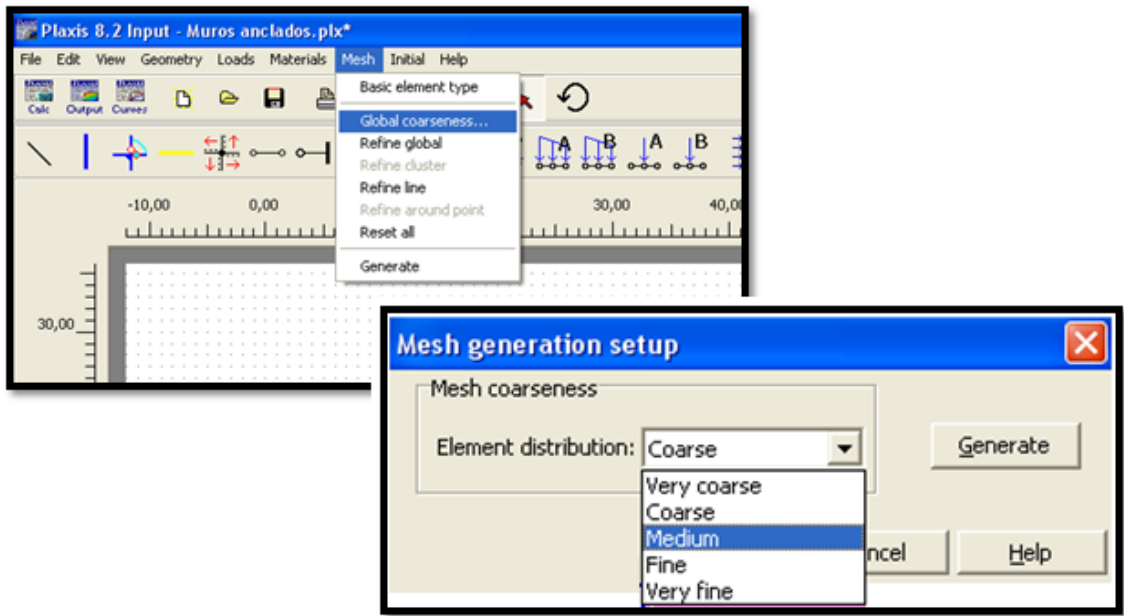 Plaxis 8.2 Input - Muros anclados.plx*
File Edit View Geometry Loads Materials Mesh Initial Help
Calc Output Curves
Basic element type
Global coarseness...
Refine global
Refine cluster
Refine line
Refine around point
Reset all
Generate
A B A B
-10,00 0,00 30,00 40,00
30,00
Mesh generation setup
Mesh coarseness
Element distribution: Coarse
Generate
Very coarse
Coarse
Medium
Fine
Very fine
ncel
Help